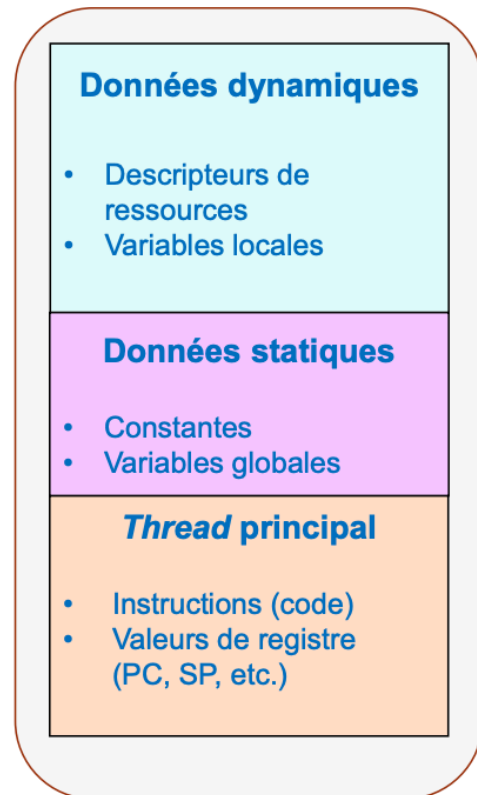 Données dynamiques
• Descripteurs de
ressources
• Variables locales
Données statiques
• Constantes
• Variables globales
Thread principal
• Instructions (code)
• Valeurs de registre
(PC, SP, etc.)